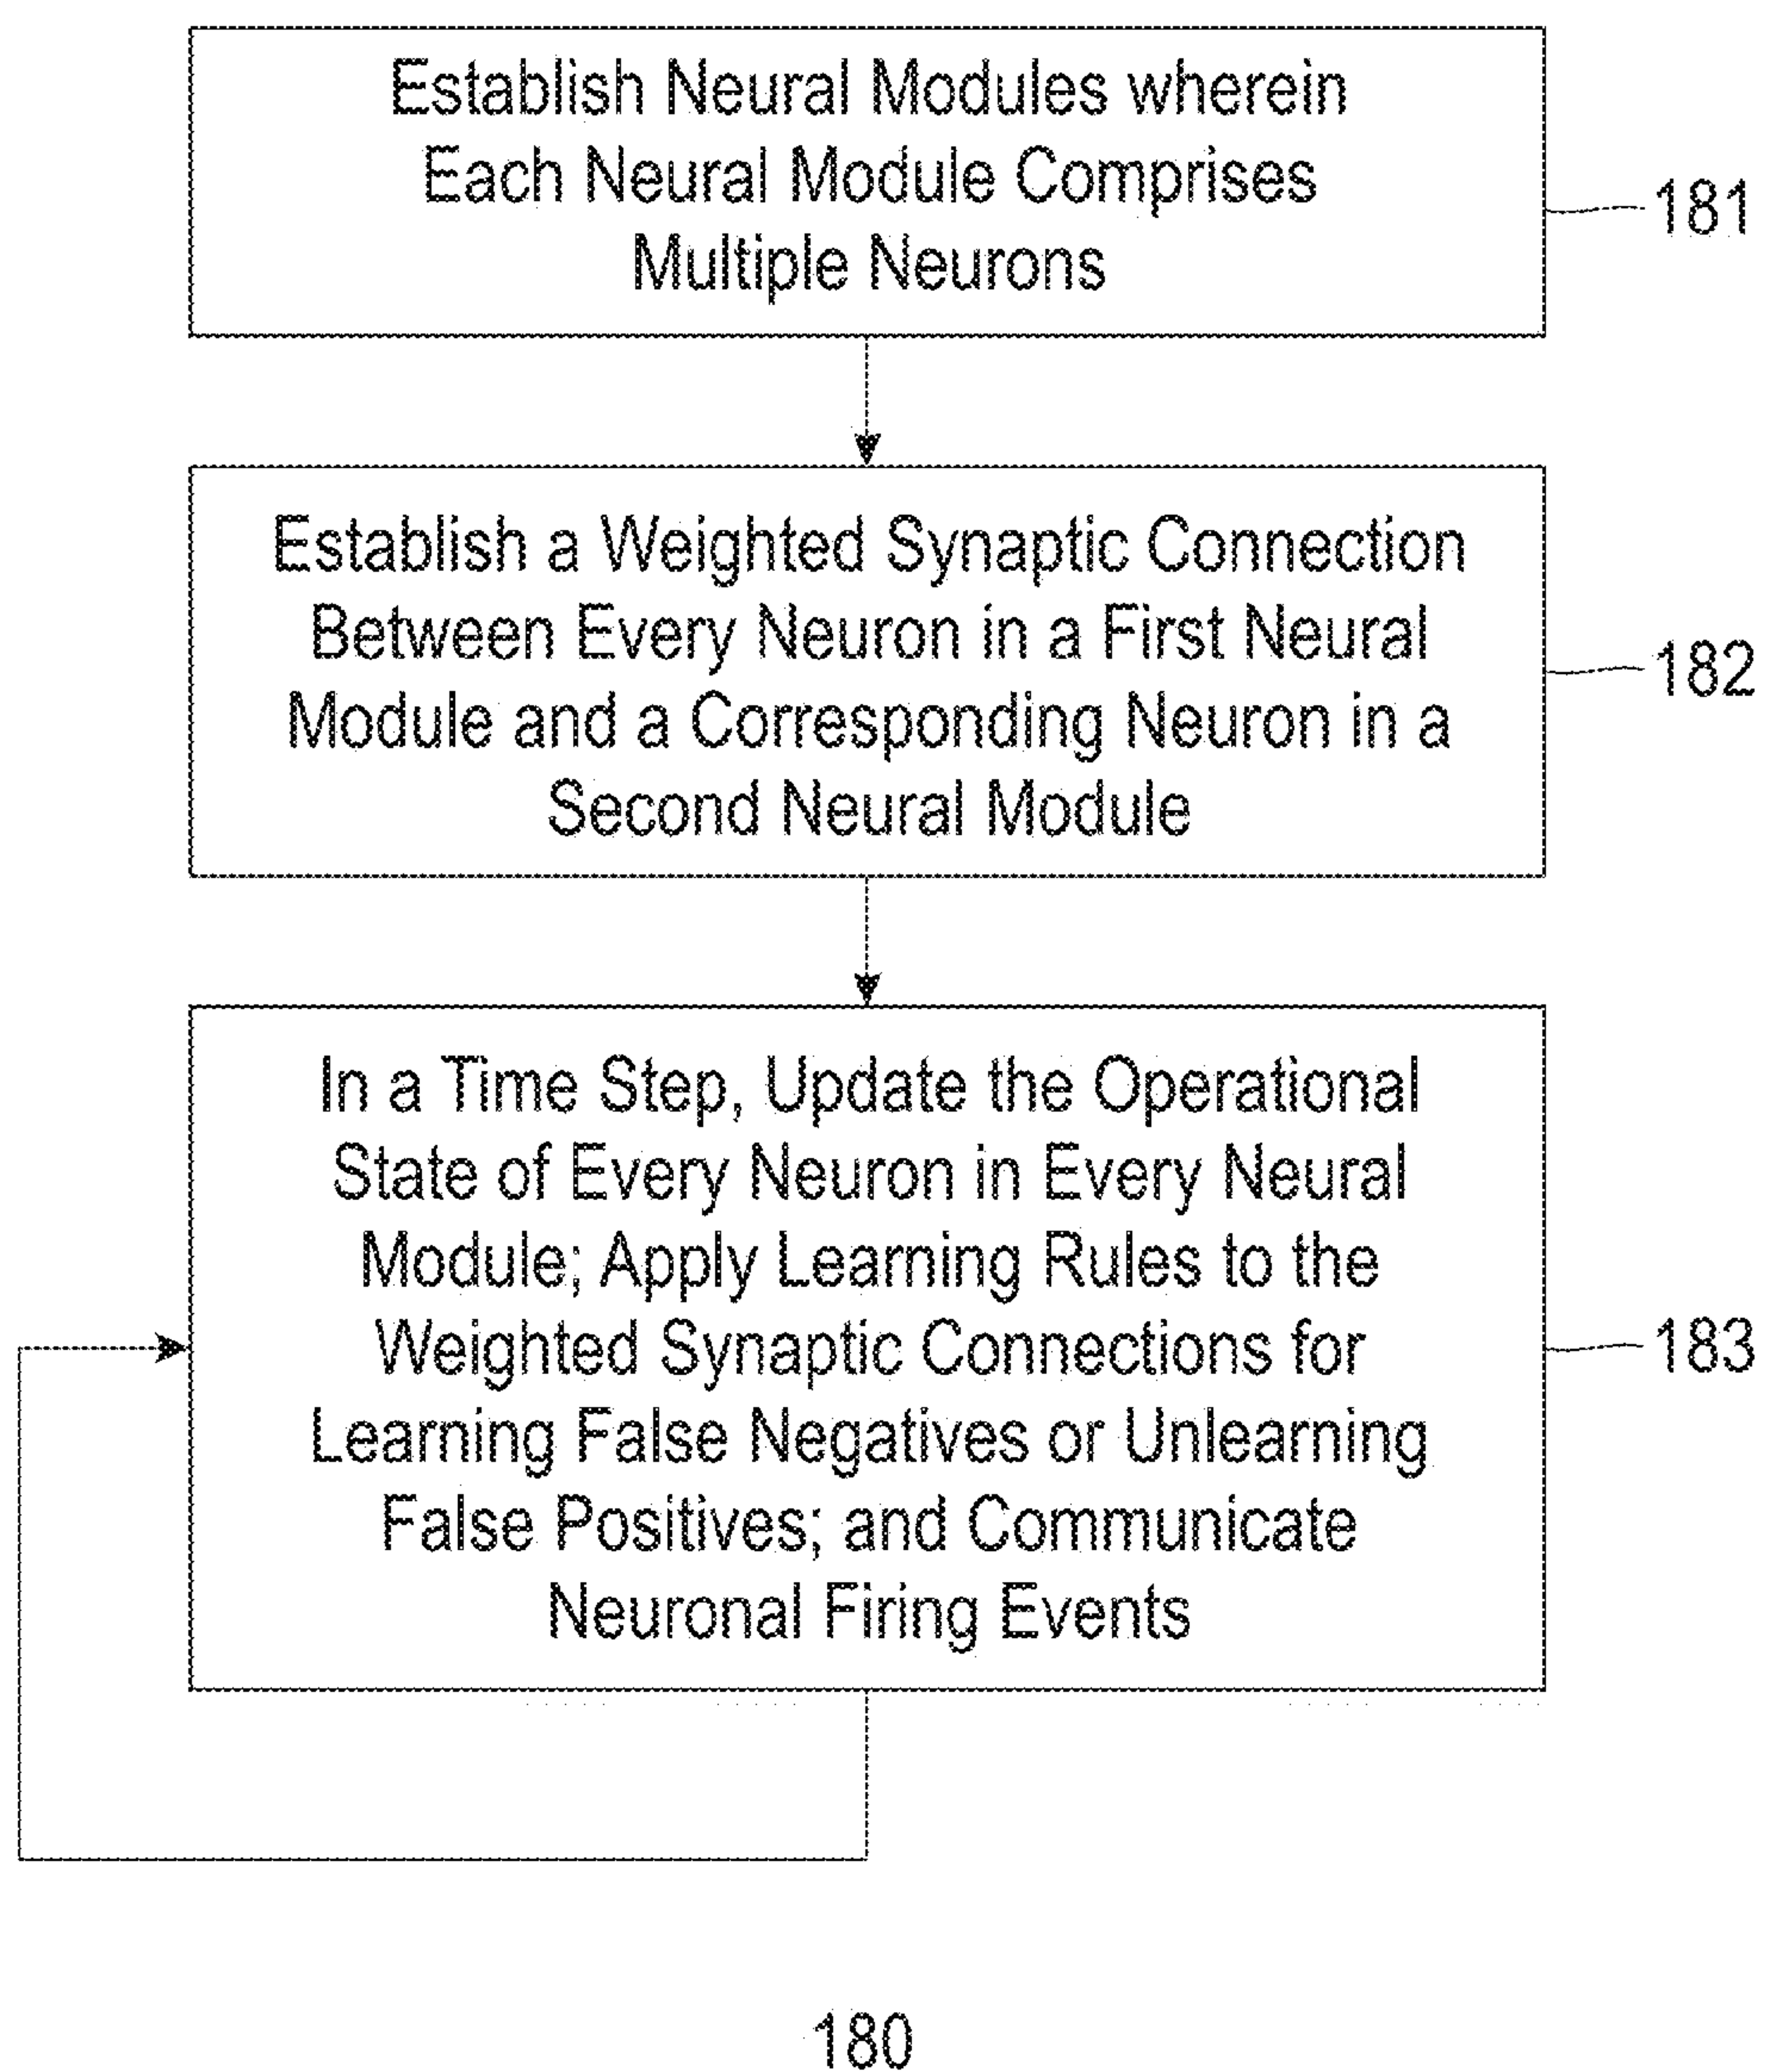 Establish Neural Modules wherein
Each Neural Module Comprises
Multiple Neurons
181
Establish a Weighted Synaptic Connection
Between Every Neuron in a First Neural
Module and a Corresponding Neuron in a
Second Neural Module
182
In a Time Step, Update the Operational
State of Every Neuron in Every Neural
Module; Apply Learning Rules to the
Weighted Synaptic Connections for
Learning False Negatives or Unlearning
False Positives; and Communicate
Neuronal Firing Events
183
180